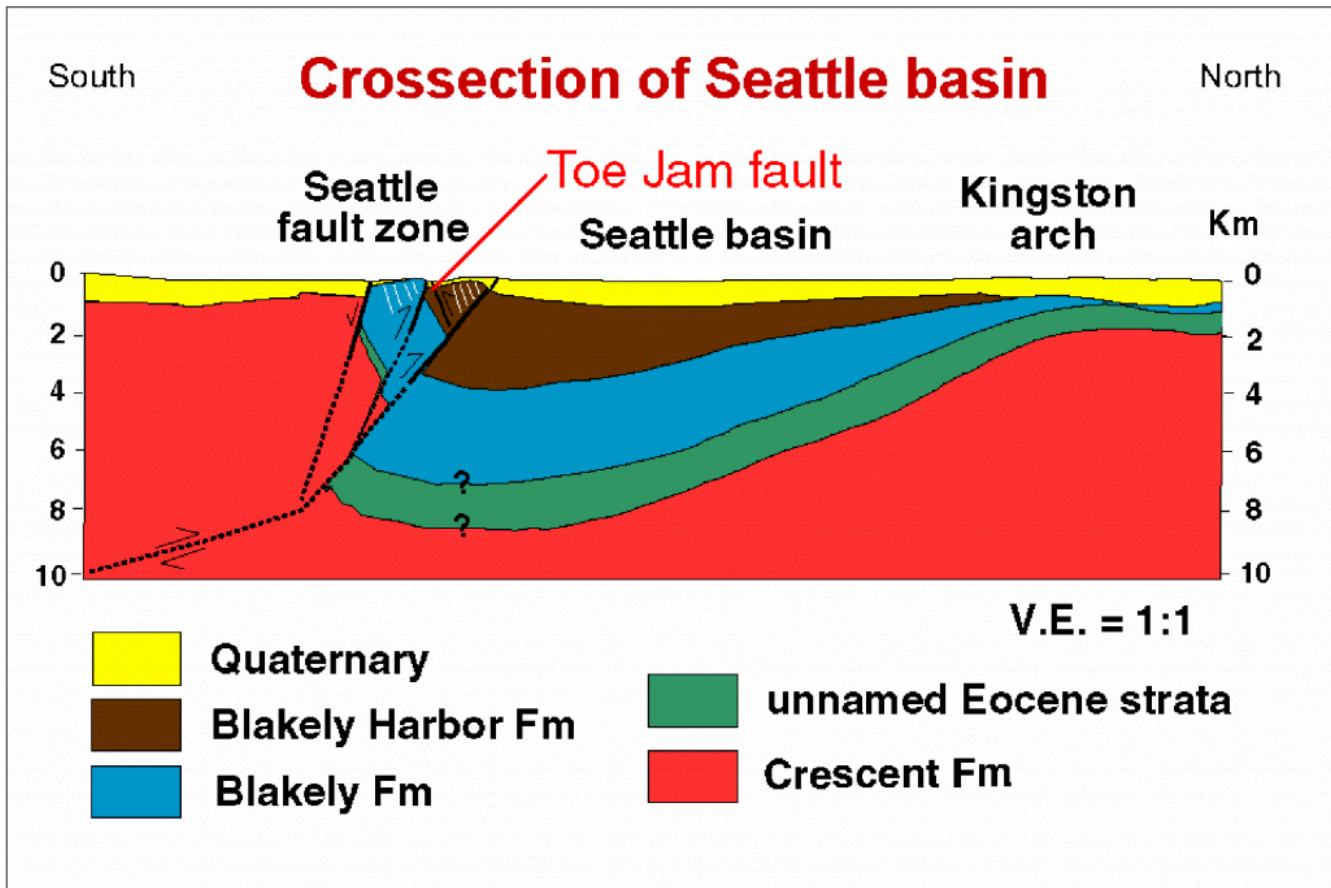 South
Crossection of Seattle basin
North
Toe Jam fault
Seattle
fault zone
Seattle basin
Kingston
arch
Km
0
2
4
6
8
10
0
2
4
6
8
10
?
?
V.E. = 1:1
Quaternary
Blakely Harbor Fm
Blakely Fm
unnamed Eocene strata
Crescent Fm